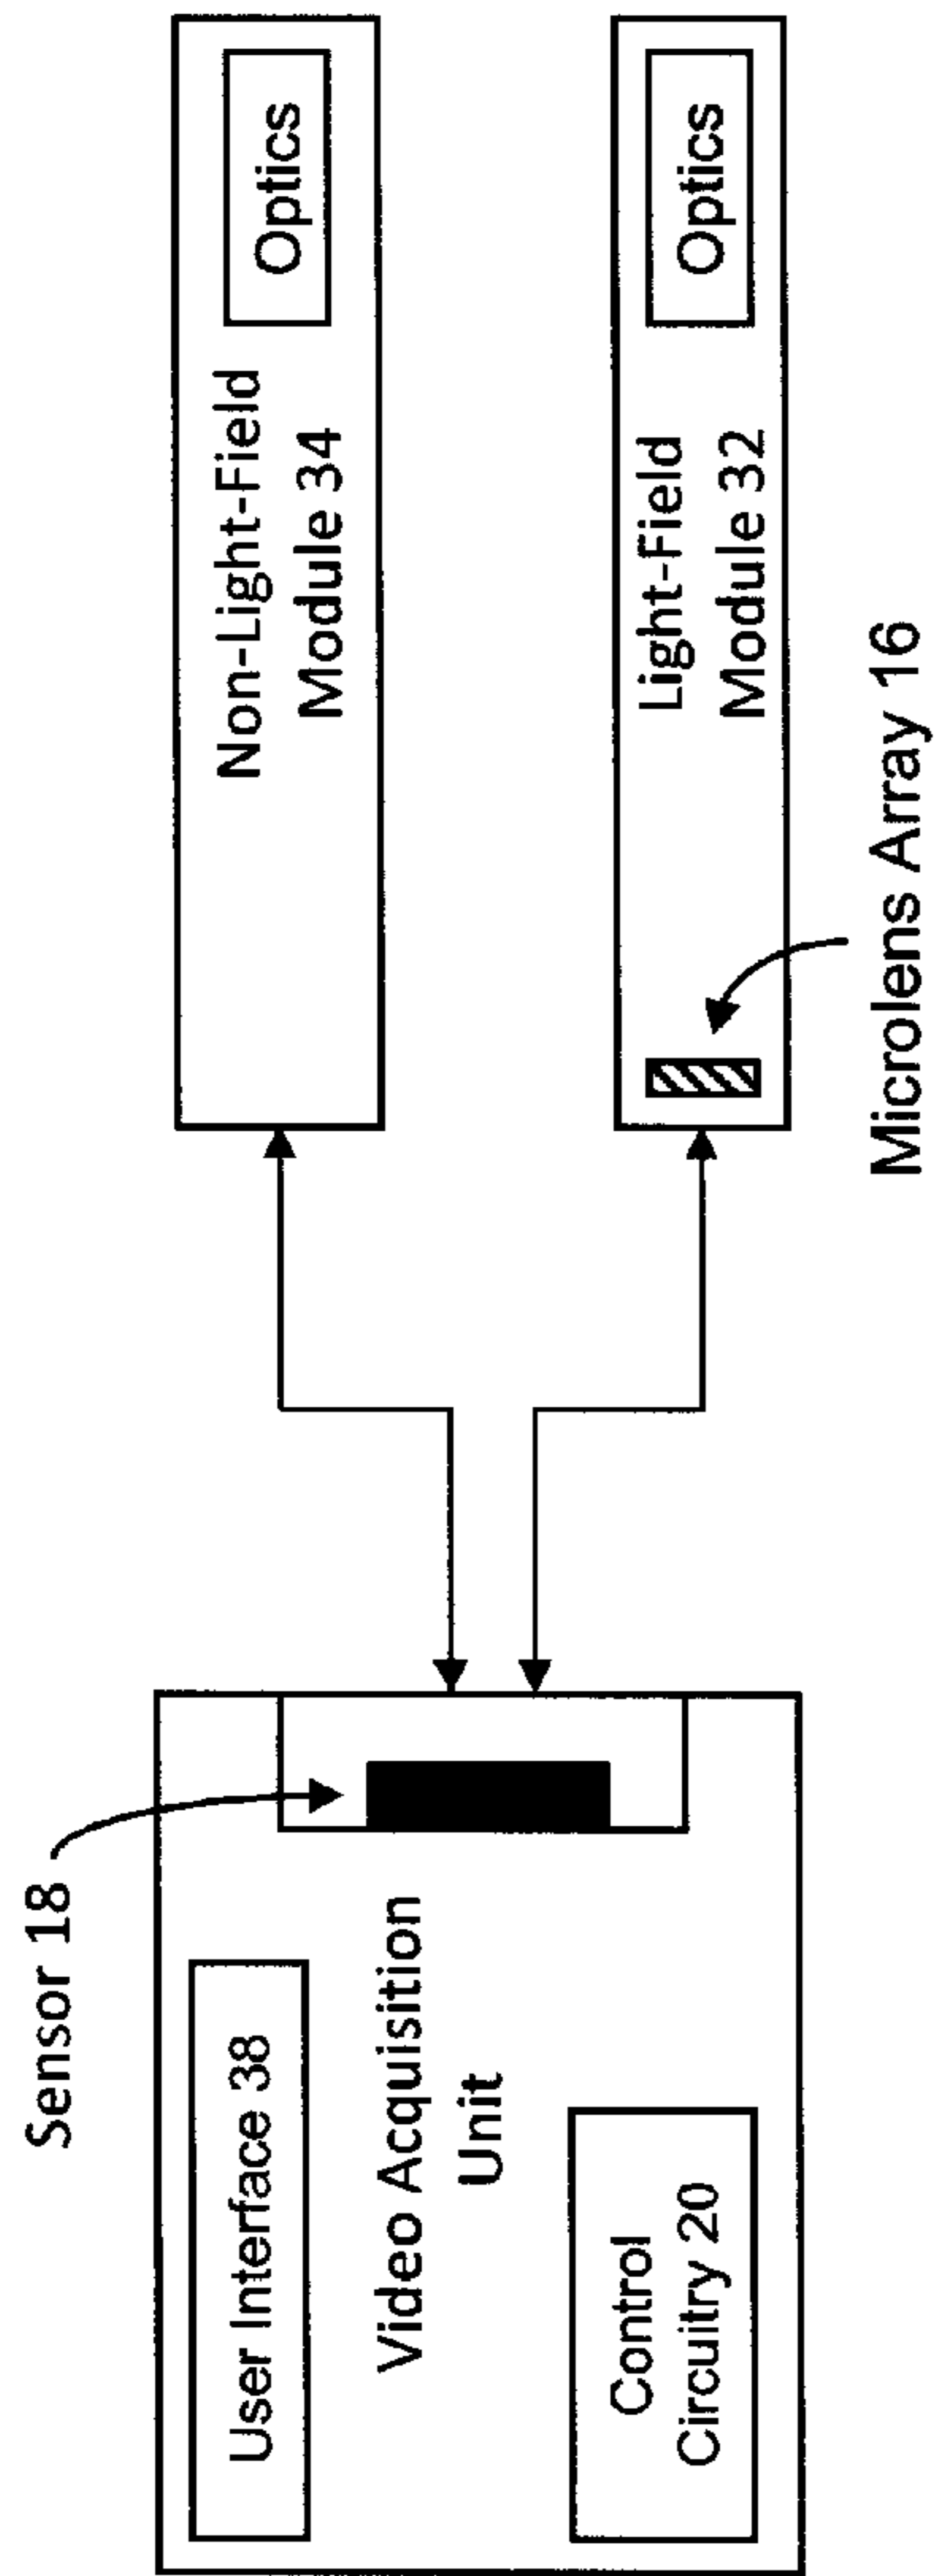 Sensor 18
User Interface 38
Video Acquisition
Unit
Control
Circuitry 20
Non-Light-Field
Module 34
Optics
Light-Field
Module 32
Optics
Microlens Array 16